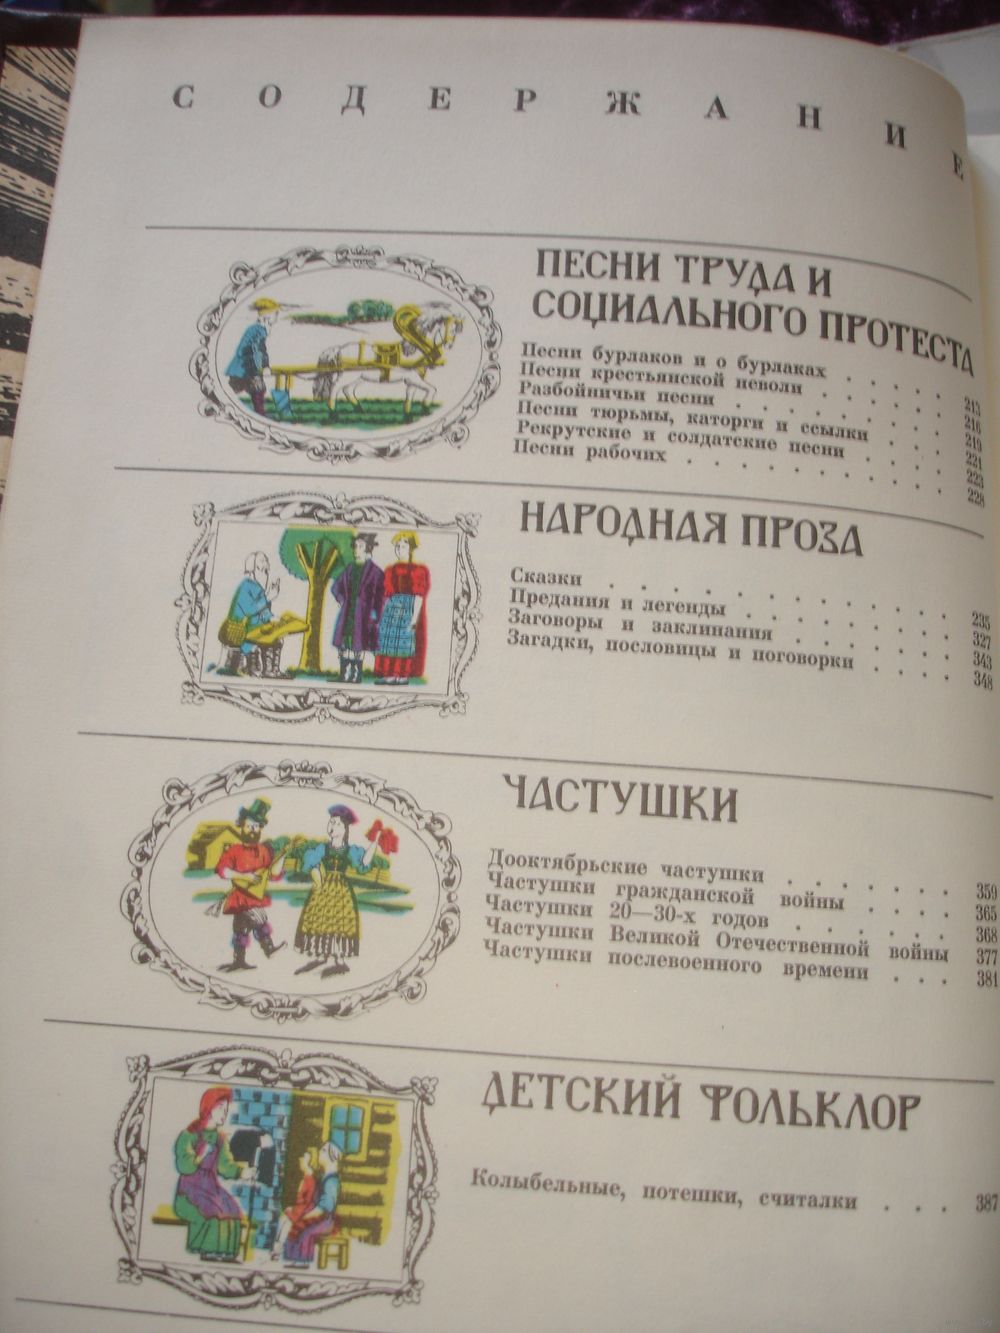 СОДЕРЖАНИЕ
ПЕСНИ ТРУДА И
СОЦИАЛЬНОГО ПРОТЕСТА
Песни бурлаков и о бурлаках . . . . . 213
Песни крестьянской неволи . . . . . . 216
Разбойничьи песни . . . . . . . . . 219
Песни тюрьмы, каторги и ссылки . . . . 221
Рекрутские и солдатские песни . . . . 223
Песни рабочих . . . . . . . . . . 228
НАРОДНАЯ ПРОЗА
Сказки . . . . . . . . . . . . 235
Предания и легенды . . . . . . . . 327
Заговоры и заклинания . . . . . . 343
Загадки, пословицы и поговорки . . . . 348
ЧАСТУШКИ
Дооктябрьские частушки . . . . . . . 359
Частушки гражданской войны . . . . 365
Частушки 20—30-х годов . . . . . . 368
Частушки Великой Отечественной войны 377
Частушки послевоенного времени . . . 381
ДЕТСКИЙ ФОЛЬКЛОР
Колыбельные, потешки, считалки . . . 387